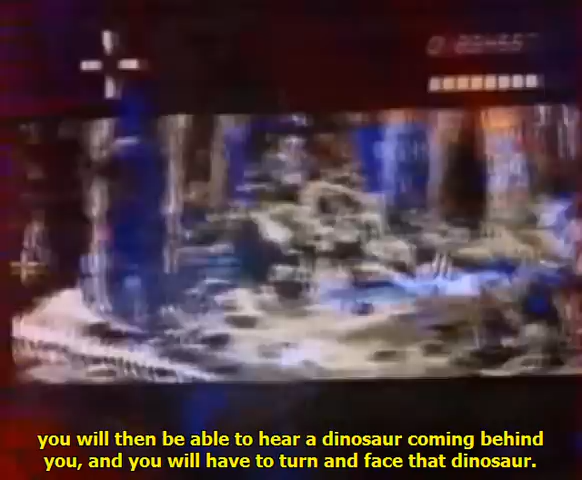 you will then be able to hear a dinosaur coming behind
you, and you will have to turn and face that dinosaur.